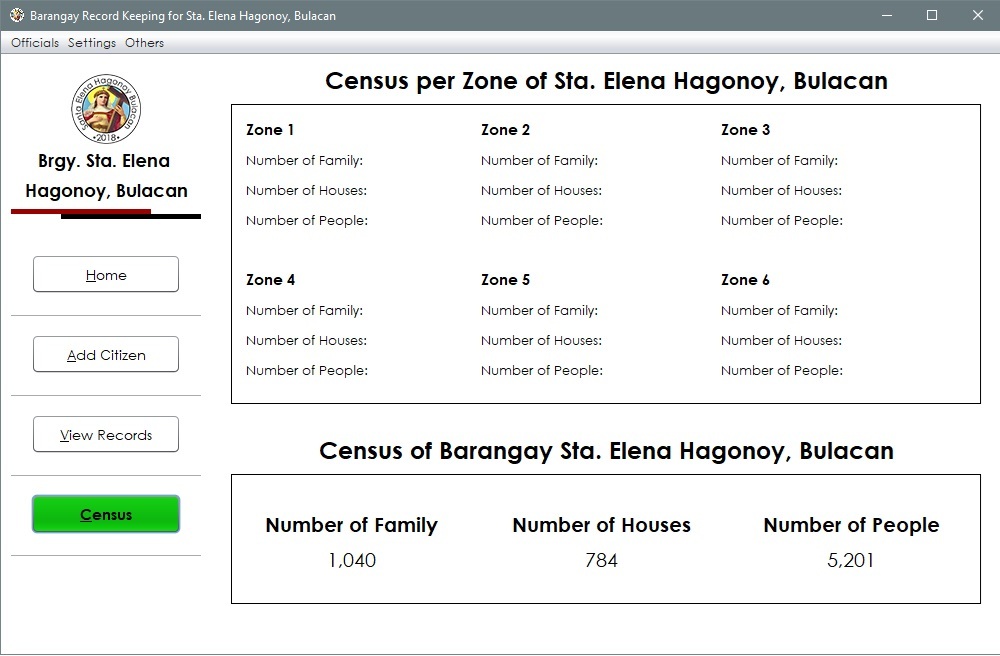 Barangay Record Keeping for Sta. Elena Hagonoy, Bulacan
Officials Settings Others
Santa Elena Hagonoy Bulacan
•2018•
Brgy. Sta. Elena
Hagonoy, Bulacan
Home
Add Citizen
View Records
Census
Census per Zone of Sta. Elena Hagonoy, Bulacan
Zone 1
Number of Family:
Number of Houses:
Number of People:
Zone 2
Number of Family:
Number of Houses:
Number of People:
Zone 3
Number of Family:
Number of Houses:
Number of People:
Zone 4
Number of Family:
Number of Houses:
Number of People:
Zone 5
Number of Family:
Number of Houses:
Number of People:
Zone 6
Number of Family:
Number of Houses:
Number of People:
Census of Barangay Sta. Elena Hagonoy, Bulacan
Number of Family
1,040
Number of Houses
784
Number of People
5,201